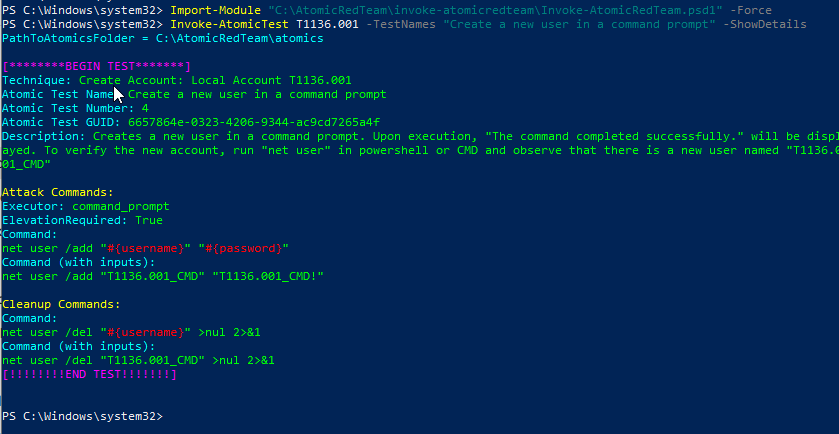 PS C:\Windows\system32> Import-Module "C:\AtomicRedTeam\invoke-atomicredteam\Invoke-AtomicRedTeam.psd1" -Force
PS C:\Windows\system32> Invoke-AtomicTest T1136.001 -TestNames "Create a new user in a command prompt" -ShowDetails
PathToAtomicsFolder = C:\AtomicRedTeam\atomics
[********BEGIN TEST*******]
Technique: Create Account: Local Account T1136.001
Atomic Test Name: Create a new user in a command prompt
Atomic Test Number: 4
Atomic Test GUID: 6657864e-0323-4206-9344-ac9cd7265a4f
Description: Creates a new user in a command prompt. Upon execution, "The command completed successfully." will be displ
ayed. To verify the new account, run "net user" in powershell or CMD and observe that there is a new user named "T1136.0
01_CMD"
Attack Commands:
Executor: command_prompt
ElevationRequired: True
Command:
net user /add "#{username}" "#{password}"
Command (with inputs):
net user /add "T1136.001_CMD" "T1136.001_CMD!"
Cleanup Commands:
Command:
net user /del "#{username}" >nul 2>&1
Command (with inputs):
net user /del "T1136.001_CMD" >nul 2>&1
[!!!!!!!!END TEST!!!!!!!]
PS C:\Windows\system32>